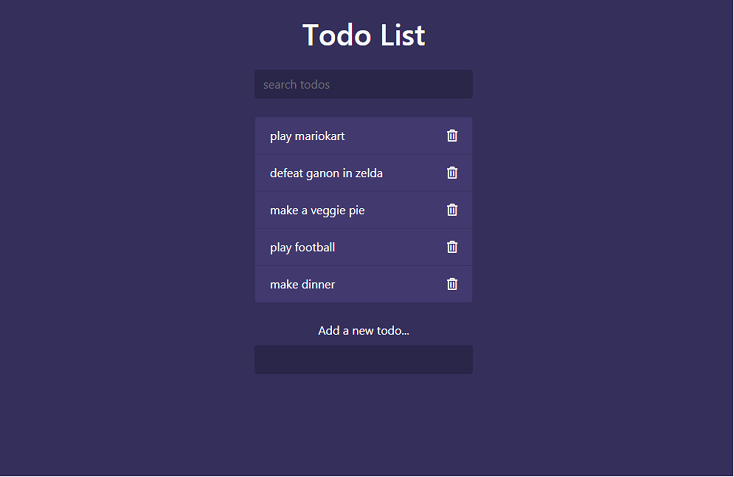 Todo List
search todos
play mariokart
defeat ganon in zelda
make a veggie pie
play football
make dinner
Add a new todo...